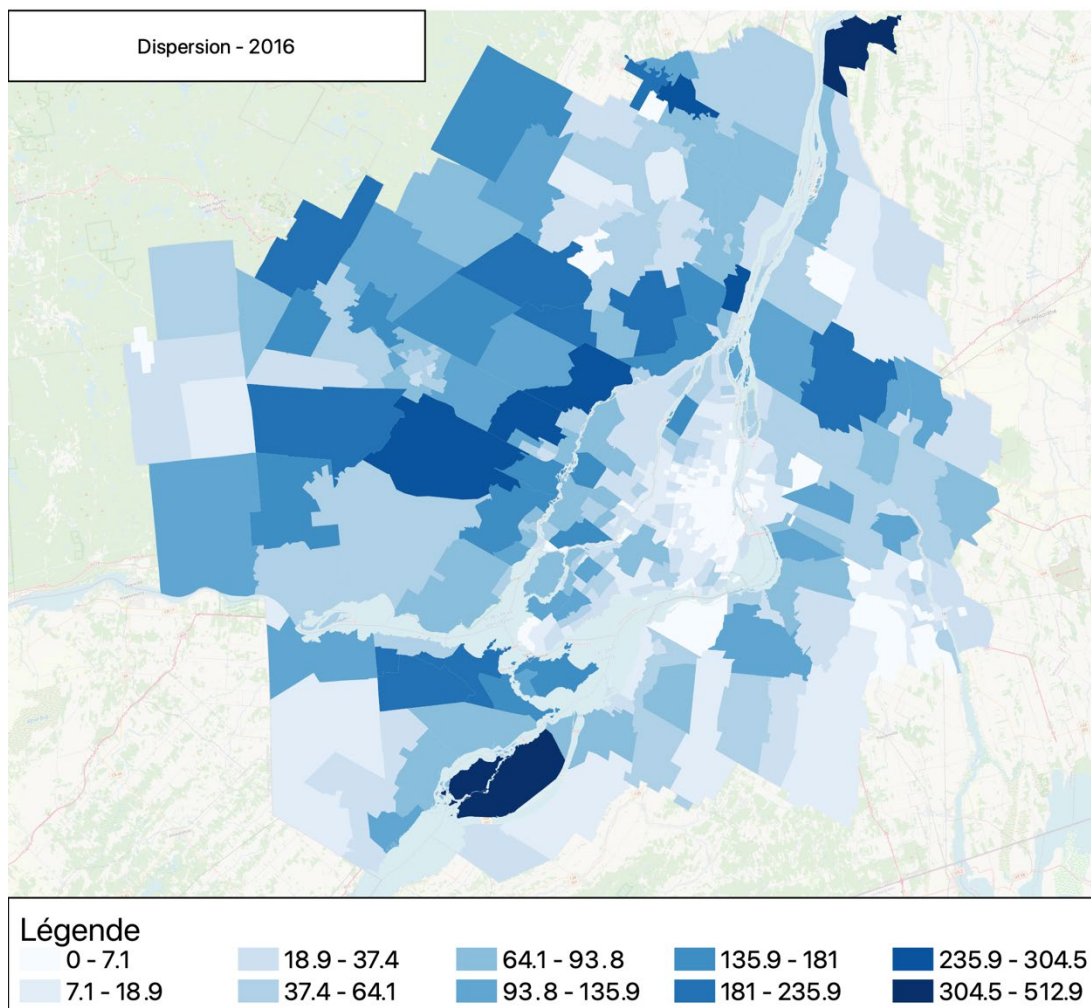 Dispersion - 2016
Légende
0 - 7.1
18.9 - 37.4
64.1 - 93.8
135.9 - 181
235.9 - 304.5
7.1 - 18.9
37.4 - 64.1
93.8 - 135.9
181 - 235.9
304.5 - 512.9